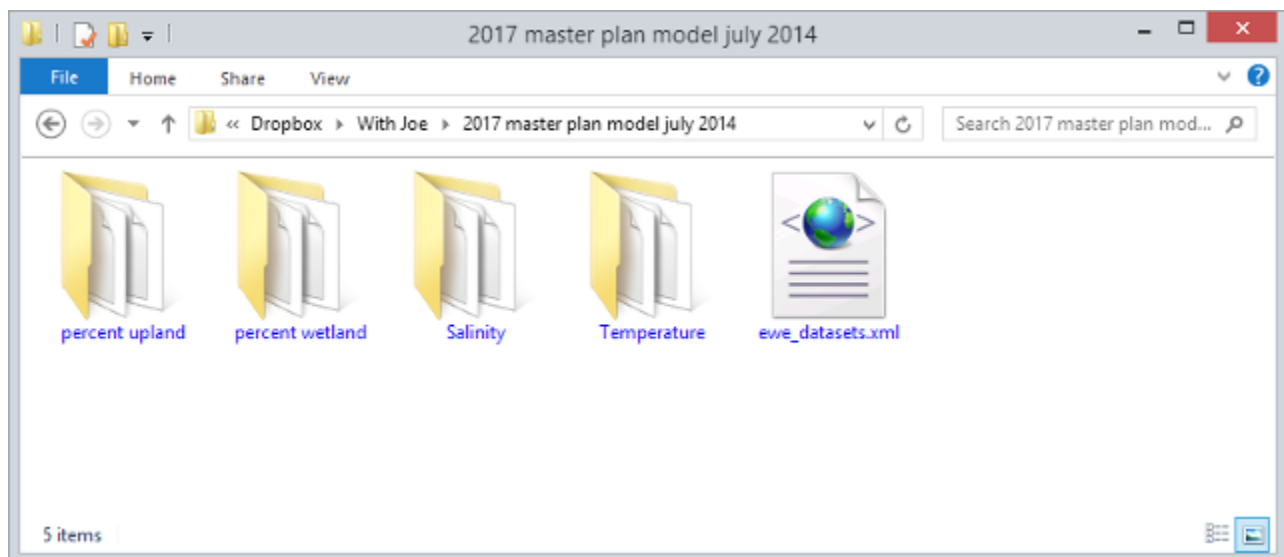 2017 master plan model july 2014
File Home Share View
« Dropbox With Joe 2017 master plan model july 2014 Search 2017 master plan mod...
percent upland percent wetland Salinity Temperature ewe_datasets.xml
5 items